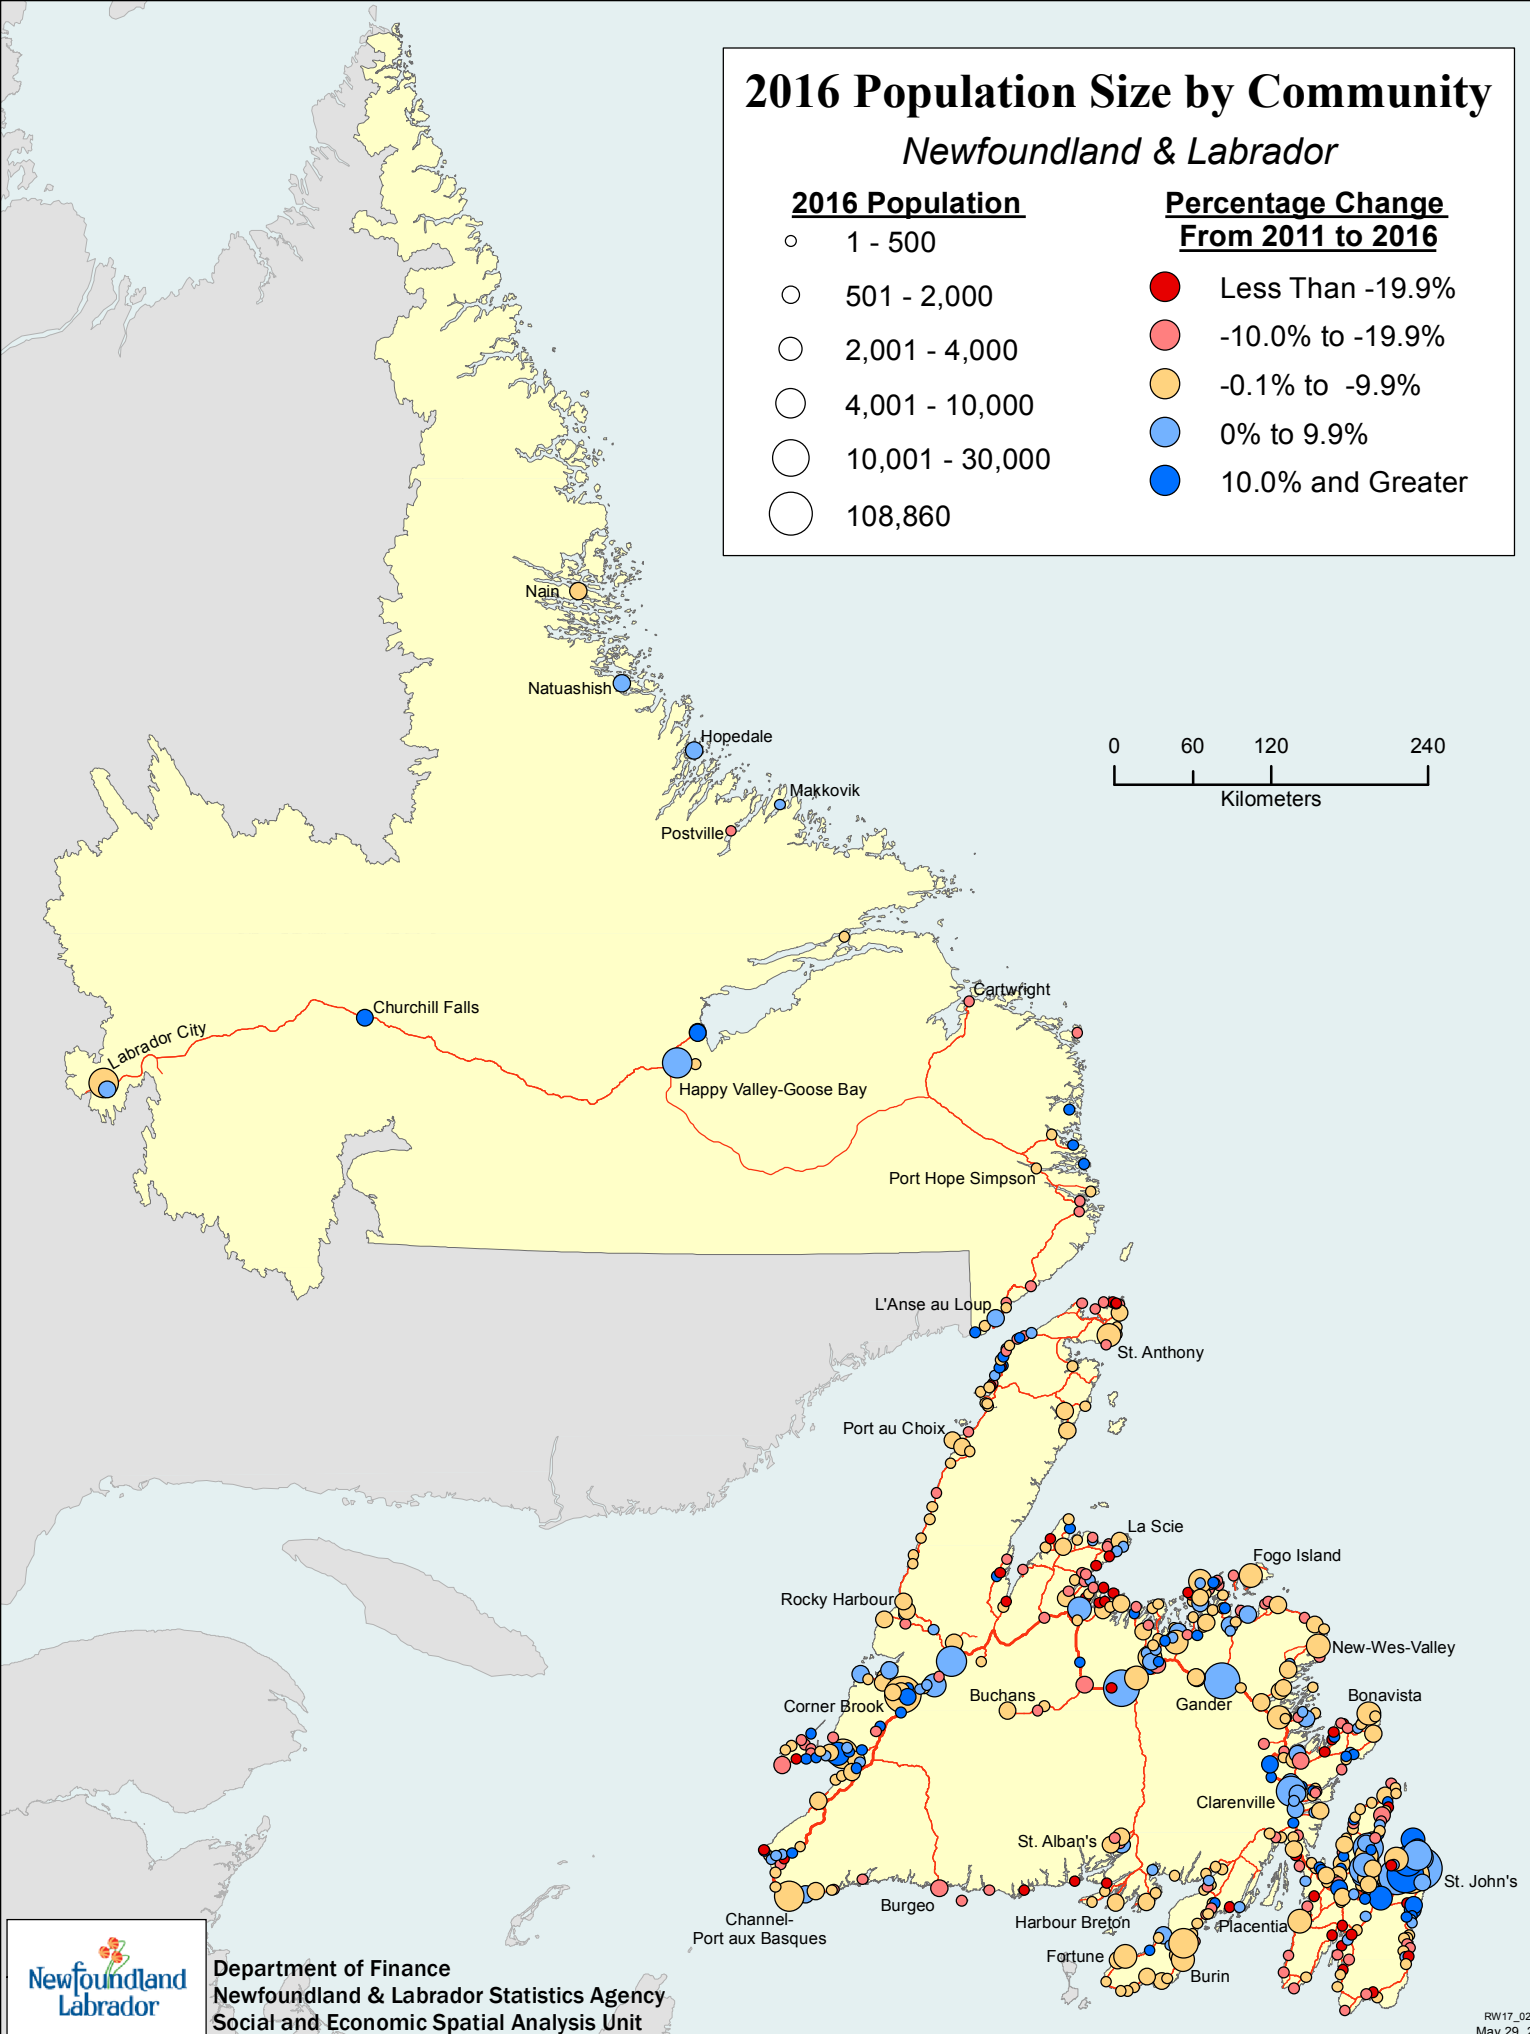 2016 Population Size by Community
Newfoundland & Labrador
2016 Population
1 - 500
501 - 2,000
2,001 - 4,000
4,001 - 10,000
10,001 - 30,000
108,860
Percentage Change
From 2011 to 2016
Less Than -19.9%
-10.0% to -19.9%
-0.1% to -9.9%
0% to 9.9%
10.0% and Greater
Nain
Natuashish
Hopedale
0 60 120 240
Kilometers
Makkovik
Postville
Cartwright
Churchill Falls
Labrador City
Happy Valley-Goose Bay
Port Hope Simpson
L'Anse au Loup
St. Anthony
Port au Choix
La Scie
Fogo Island
Rocky Harbour
New-Wes-Valley
Corner Brook
Buchans
Gander
Bonavista
Clarenville
St. Alban's
St. John's
Burgeo
Channel-
Port aux Basques
Harbour Breton
Placentia
Fortune
Burin
Newfoundland
Labrador
Department of Finance
Newfoundland & Labrador Statistics Agency
Social and Economic Spatial Analysis Unit
RW17_02
May 29, 2